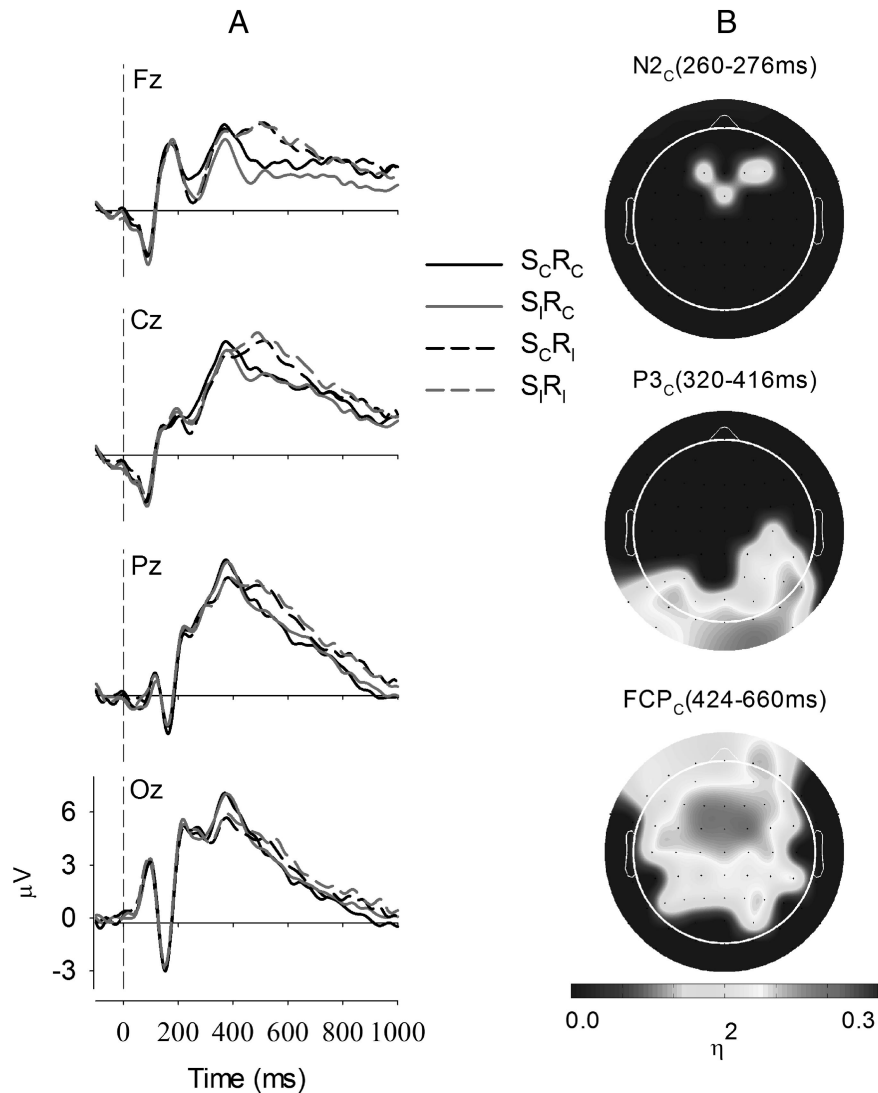 A
B
Fz
N2C(260-276ms)
SCRC
SIRC
SCRI
SIRI
Cz
P3C(320-416ms)
Pz
FCPC(424-660ms)
Oz
6
3
0
-3
μV
0 200 400 600 800 1000
Time (ms)
0.0 0.3
η2